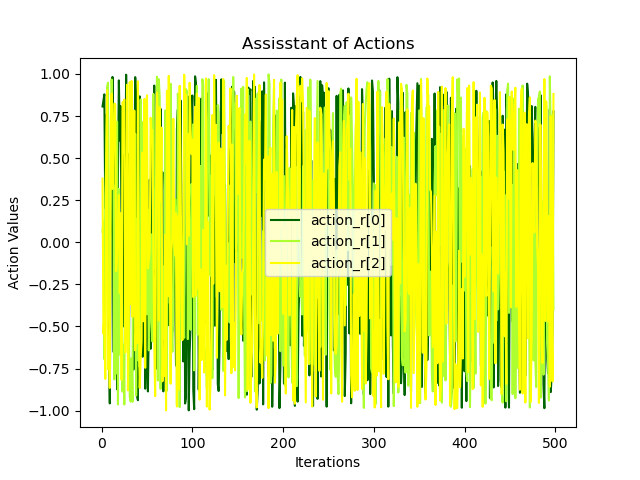 Assisstant of Actions
1.00
0.75
0.50
0.25
0.00
−0.25
−0.50
−0.75
−1.00
Action Values
action_r[0]
action_r[1]
action_r[2]
0 100 200 300 400 500
Iterations